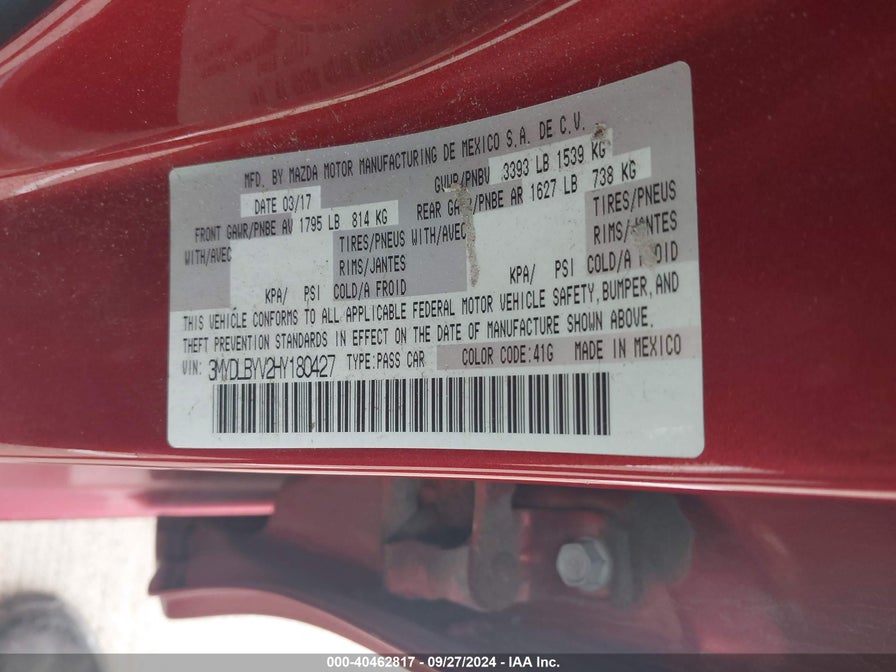 MFD. BY MAZDA MOTOR MANUFACTURING DE MEXICO S.A. DE C.V.
DATE 03/17 GVWR/PNBV 3393 LB 1539 KG
FRONT GAWR/PNBE AV 1795 LB 814 KG REAR GAWR/PNBE AR 1627 LB 738 KG
WITH/AVEC TIRES/PNEUS WITH/AVEC TIRES/PNEUS
RIMS/JANTES RIMS/JANTES
KPA/ PSI COLD/A FROID KPA/ PSI COLD/A FROID
THIS VEHICLE CONFORMS TO ALL APPLICABLE FEDERAL MOTOR VEHICLE SAFETY, BUMPER, AND
THEFT PREVENTION STANDARDS IN EFFECT ON THE DATE OF MANUFACTURE SHOWN ABOVE.
VIN: 3MYDLBYV2HY180427 TYPE:PASS CAR COLOR CODE:41G MADE IN MEXICO
000-40462817 - 09/27/2024 - IAA Inc.